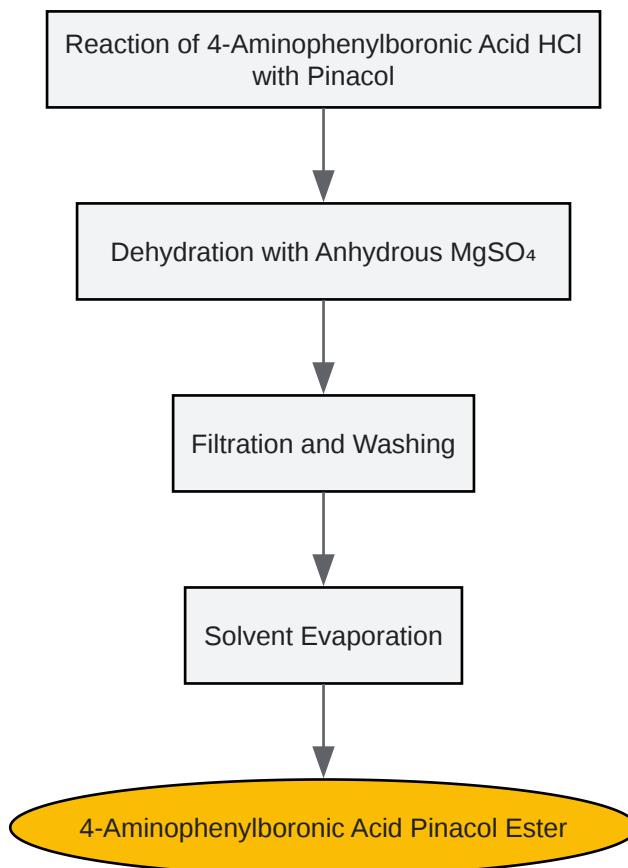 Reaction of 4-Aminophenylboronic Acid HCl
with Pinacol
Dehydration with Anhydrous MgSO₄
Filtration and Washing
Solvent Evaporation
4-Aminophenylboronic Acid Pinacol Ester